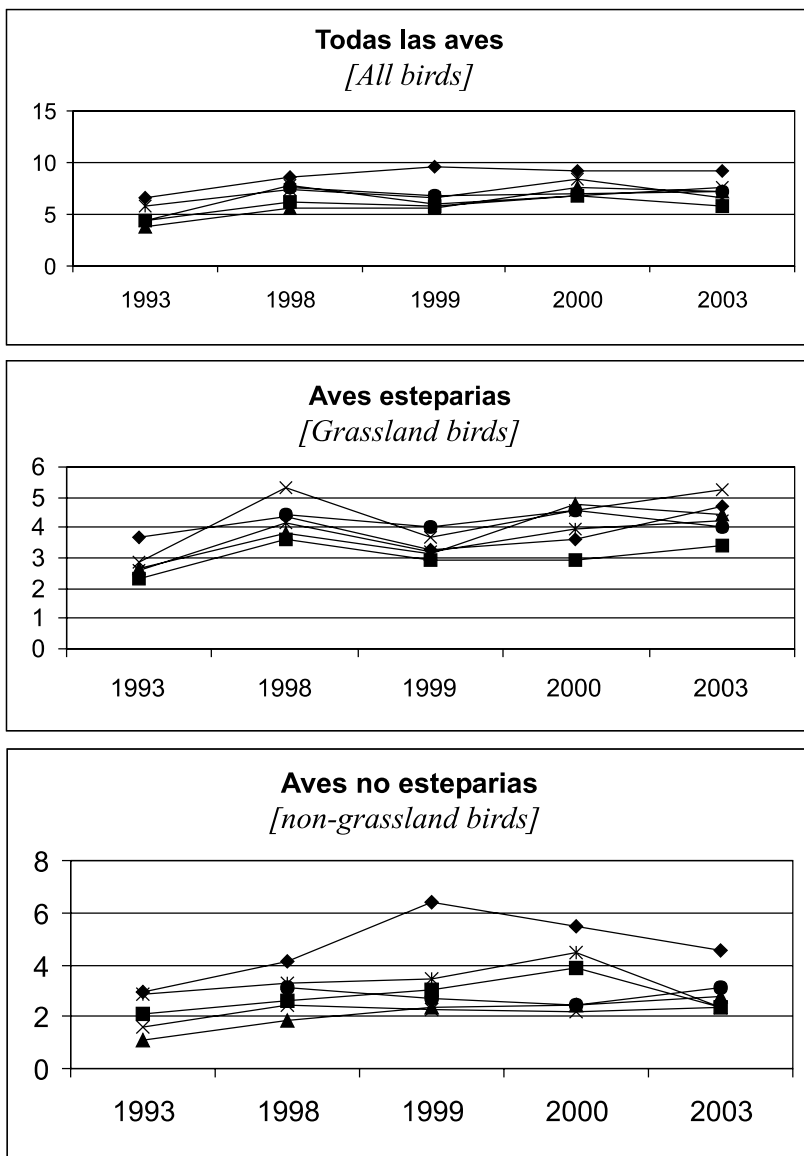 Todas las aves
[All birds]
15
10
5
0
1993 1998 1999 2000 2003
Aves esteparias
[Grassland birds]
6
5
4
3
2
1
0
1993 1998 1999 2000 2003
Aves no esteparias
[non-grassland birds]
8
6
4
2
0
1993 1998 1999 2000 2003